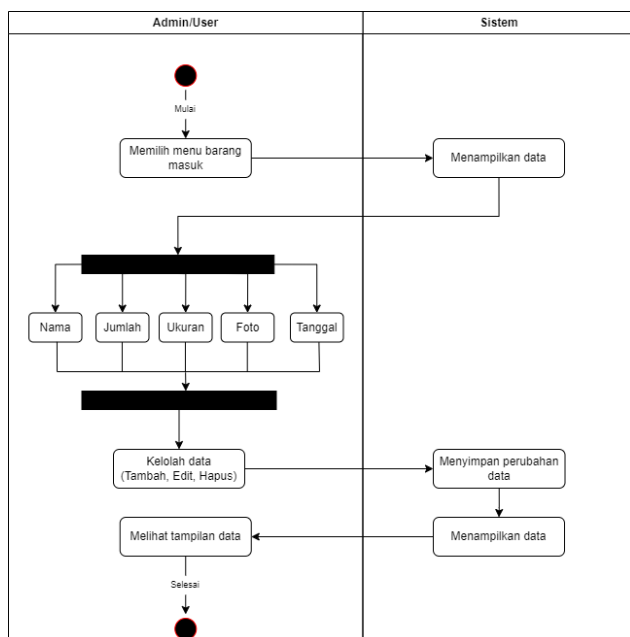 Admin/User
Sistem
Mulai
Memilih menu barang
masuk
Menampilkan data
Nama
Jumlah
Ukuran
Foto
Tanggal
Kelolah data
(Tambah, Edit, Hapus)
Menyimpan perubahan
data
Melihat tampilan data
Menampilkan data
Selesai